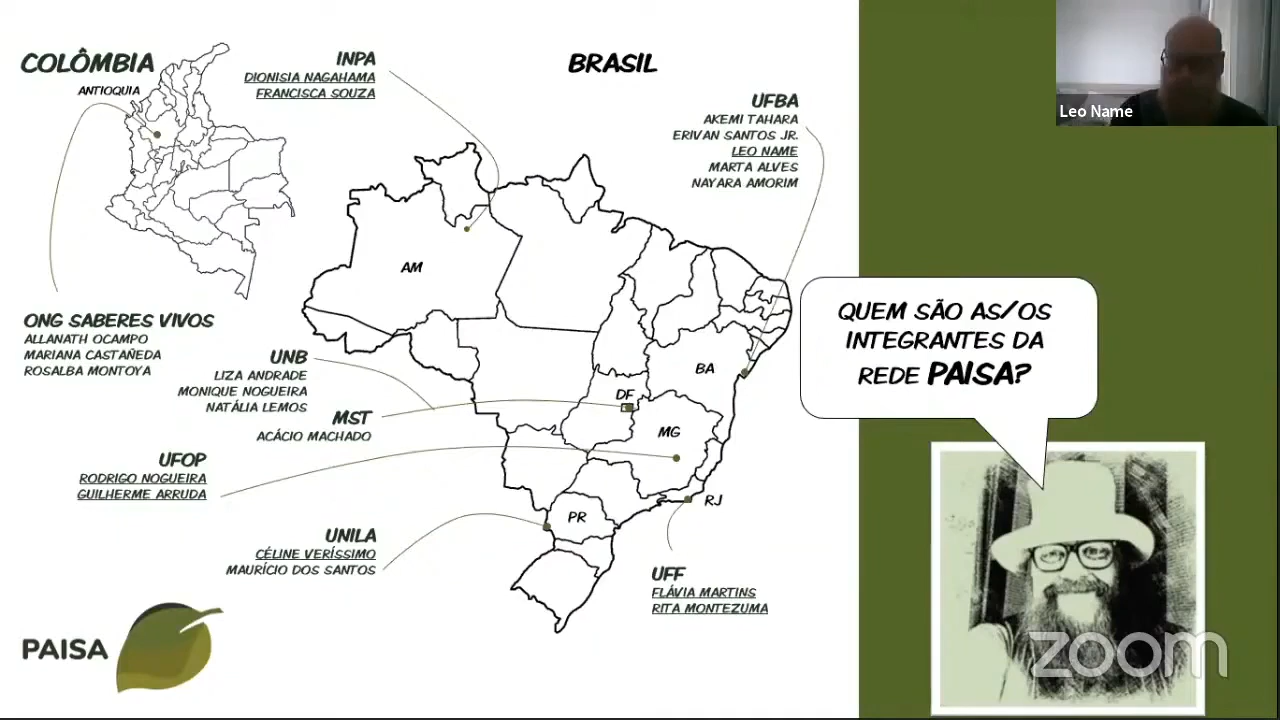 COLÔMBIA
ANTIOQUIA
INPA
DIONISIA NAGAHAMA
FRANCISCA SOUZA
BRASIL
UFBA
AKEMI TAHARA
ERIVAN SANTOS JR.
LEO NAME
MARTA ALVES
NAYARA AMORIM
Leo Name
AM
ONG SABERES VIVOS
ALLANATH OCAMPO
MARIANA CASTAÑEDA
ROSALBA MONTOYA
UNB
LIZA ANDRADE
MONIQUE NOGUEIRA
NATÁLIA LEMOS
MST
ACÁCIO MACHADO
BA
DF
MG
QUEM SÃO AS/OS
INTEGRANTES DA
REDE PAISA?
UFOP
RODRIGO NOGUEIRA
GUILHERME ARRUDA
PR
RJ
UNILA
CÉLINE VERÍSSIMO
MAURÍCIO DOS SANTOS
UFF
FLÁVIA MARTINS
RITA MONTEZUMA
PAISA
zoom